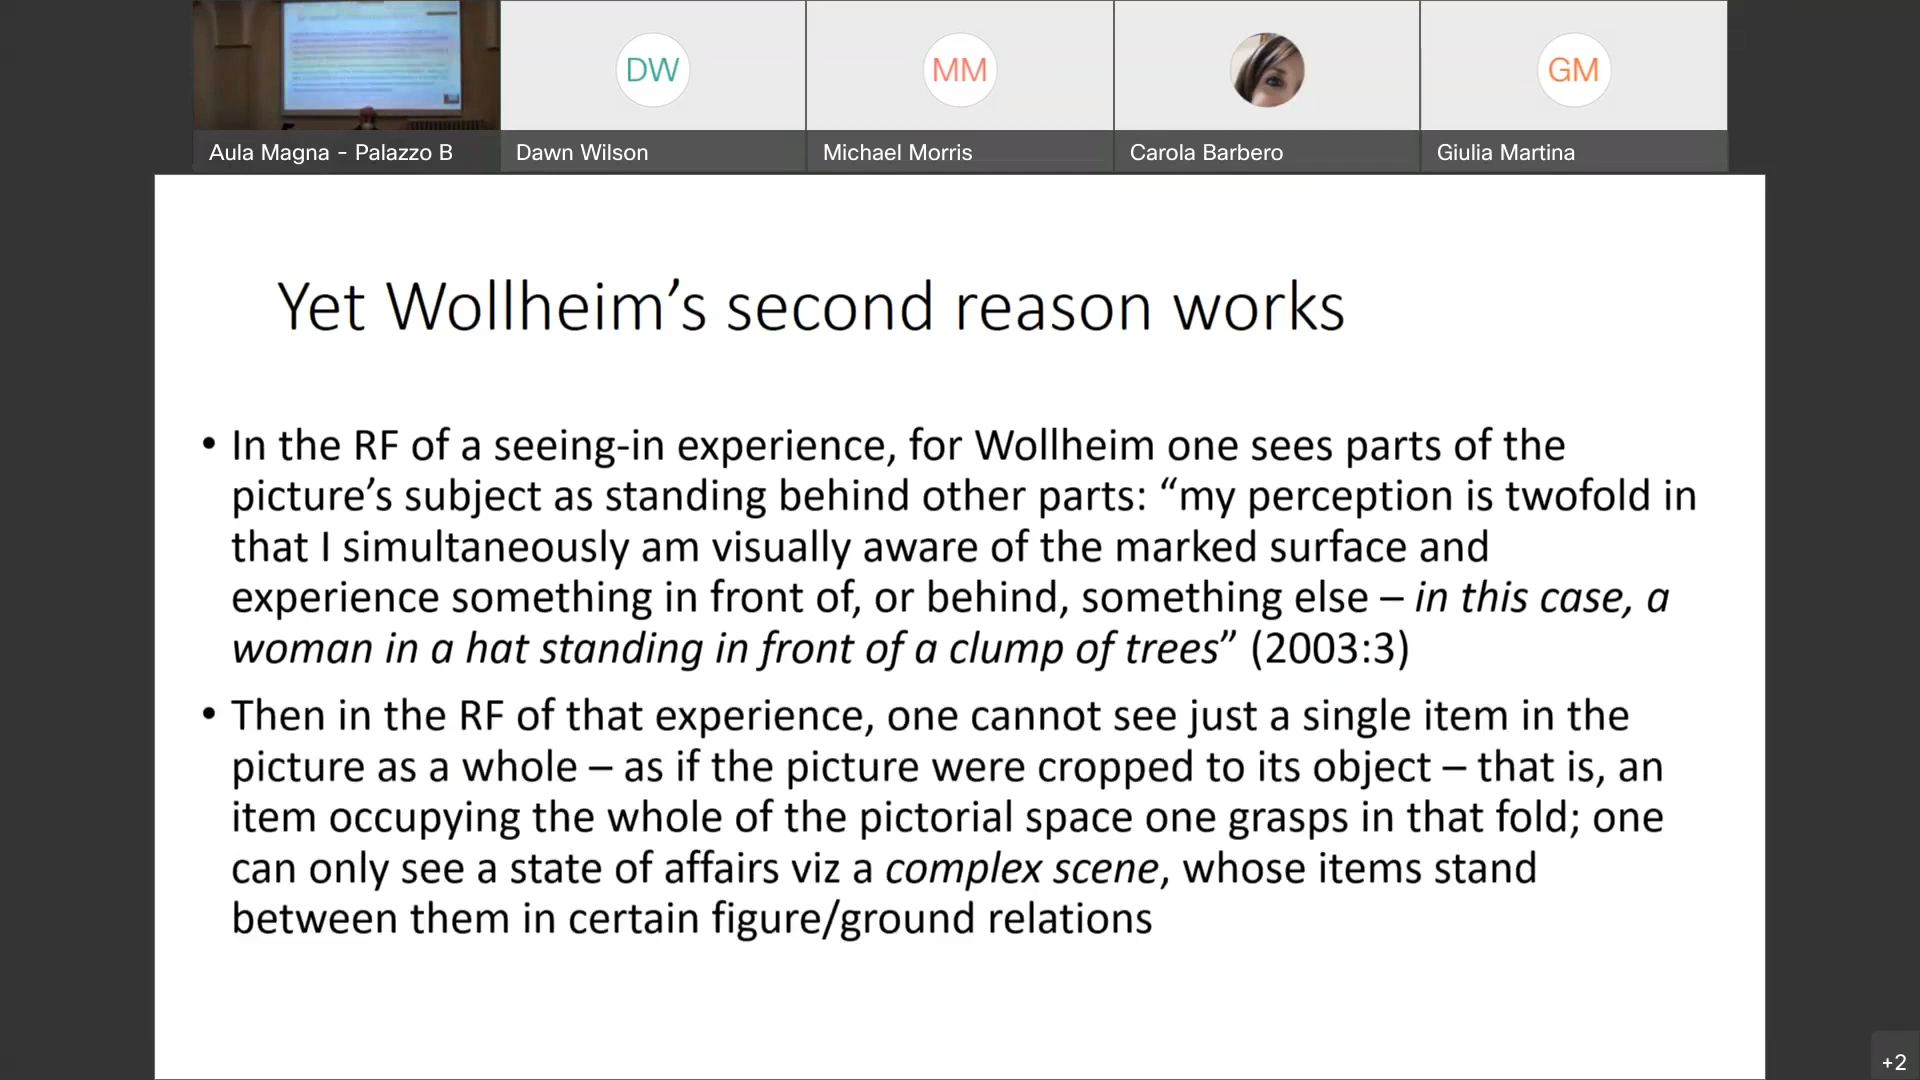 DW
MM
GM
Aula Magna - Palazzo B
Dawn Wilson
Michael Morris
Carola Barbero
Giulia Martina
Yet Wollheim’s second reason works
• In the RF of a seeing-in experience, for Wollheim one sees parts of the
picture’s subject as standing behind other parts: “my perception is twofold in
that I simultaneously am visually aware of the marked surface and
experience something in front of, or behind, something else – in this case, a
woman in a hat standing in front of a clump of trees” (2003:3)
• Then in the RF of that experience, one cannot see just a single item in the
picture as a whole – as if the picture were cropped to its object – that is, an
item occupying the whole of the pictorial space one grasps in that fold; one
can only see a state of affairs viz a complex scene, whose items stand
between them in certain figure/ground relations
+2